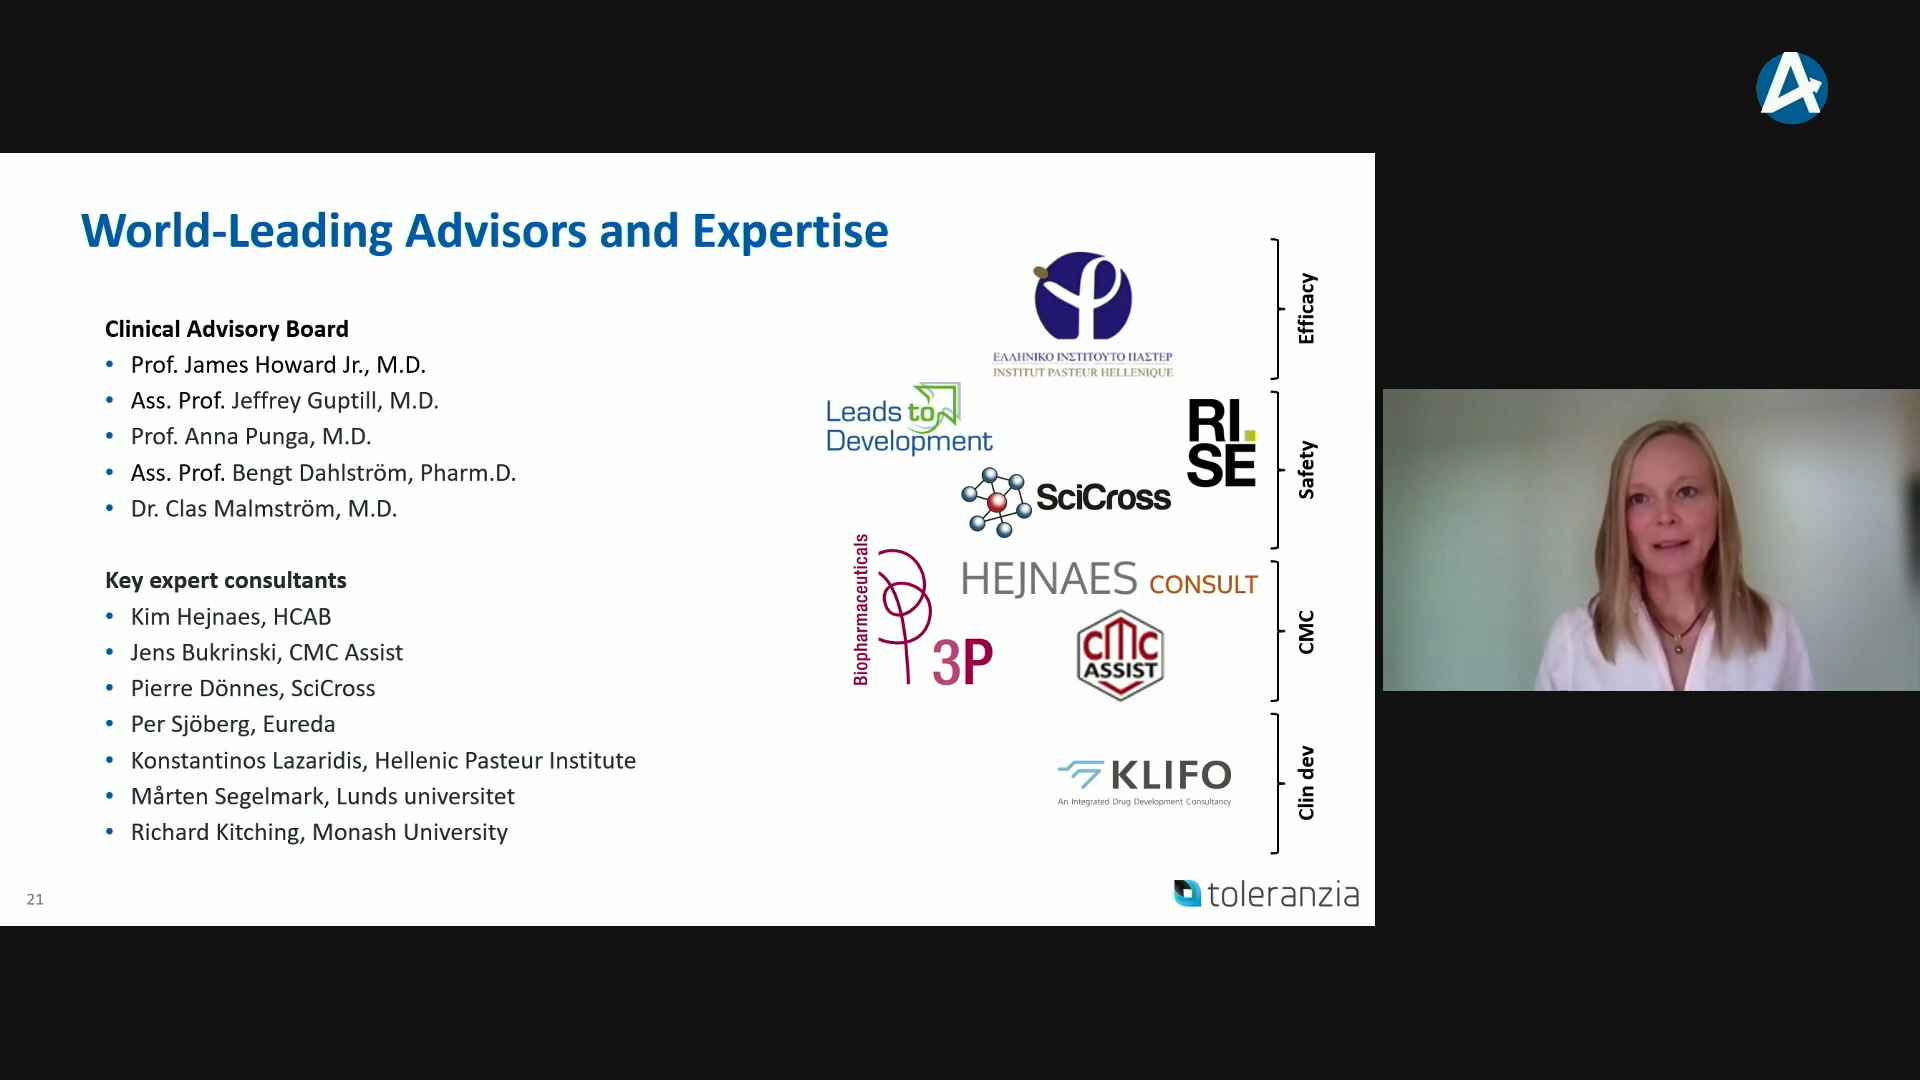 World-Leading Advisors and Expertise
Clinical Advisory Board
• Prof. James Howard Jr., M.D.
• Ass. Prof. Jeffrey Guptill, M.D.
• Prof. Anna Punga, M.D.
• Ass. Prof. Bengt Dahlström, Pharm.D.
• Dr. Clas Malmström, M.D.
Key expert consultants
• Kim Hejnaes, HCAB
• Jens Bukrinski, CMC Assist
• Pierre Dönnes, SciCross
• Per Sjöberg, Eureda
• Konstantinos Lazaridis, Hellenic Pasteur Institute
• Mårten Segelmark, Lunds universitet
• Richard Kitching, Monash University
ΕΛΛΗΝΙΚΟ ΙΝΣΤΙΤΟΥΤΟ ΠΑΣΤΕΡ
INSTITUT PASTEUR HELLENIQUE
Efficacy
Leads to
Development
RI.
SE
SciCross
Safety
Biopharmaceuticals
3P
HEJNAES CONSULT
CMC
ASSIST
CMC
KLIFO
An Integrated Drug Development Consultancy
Clin dev
21
toleranzia